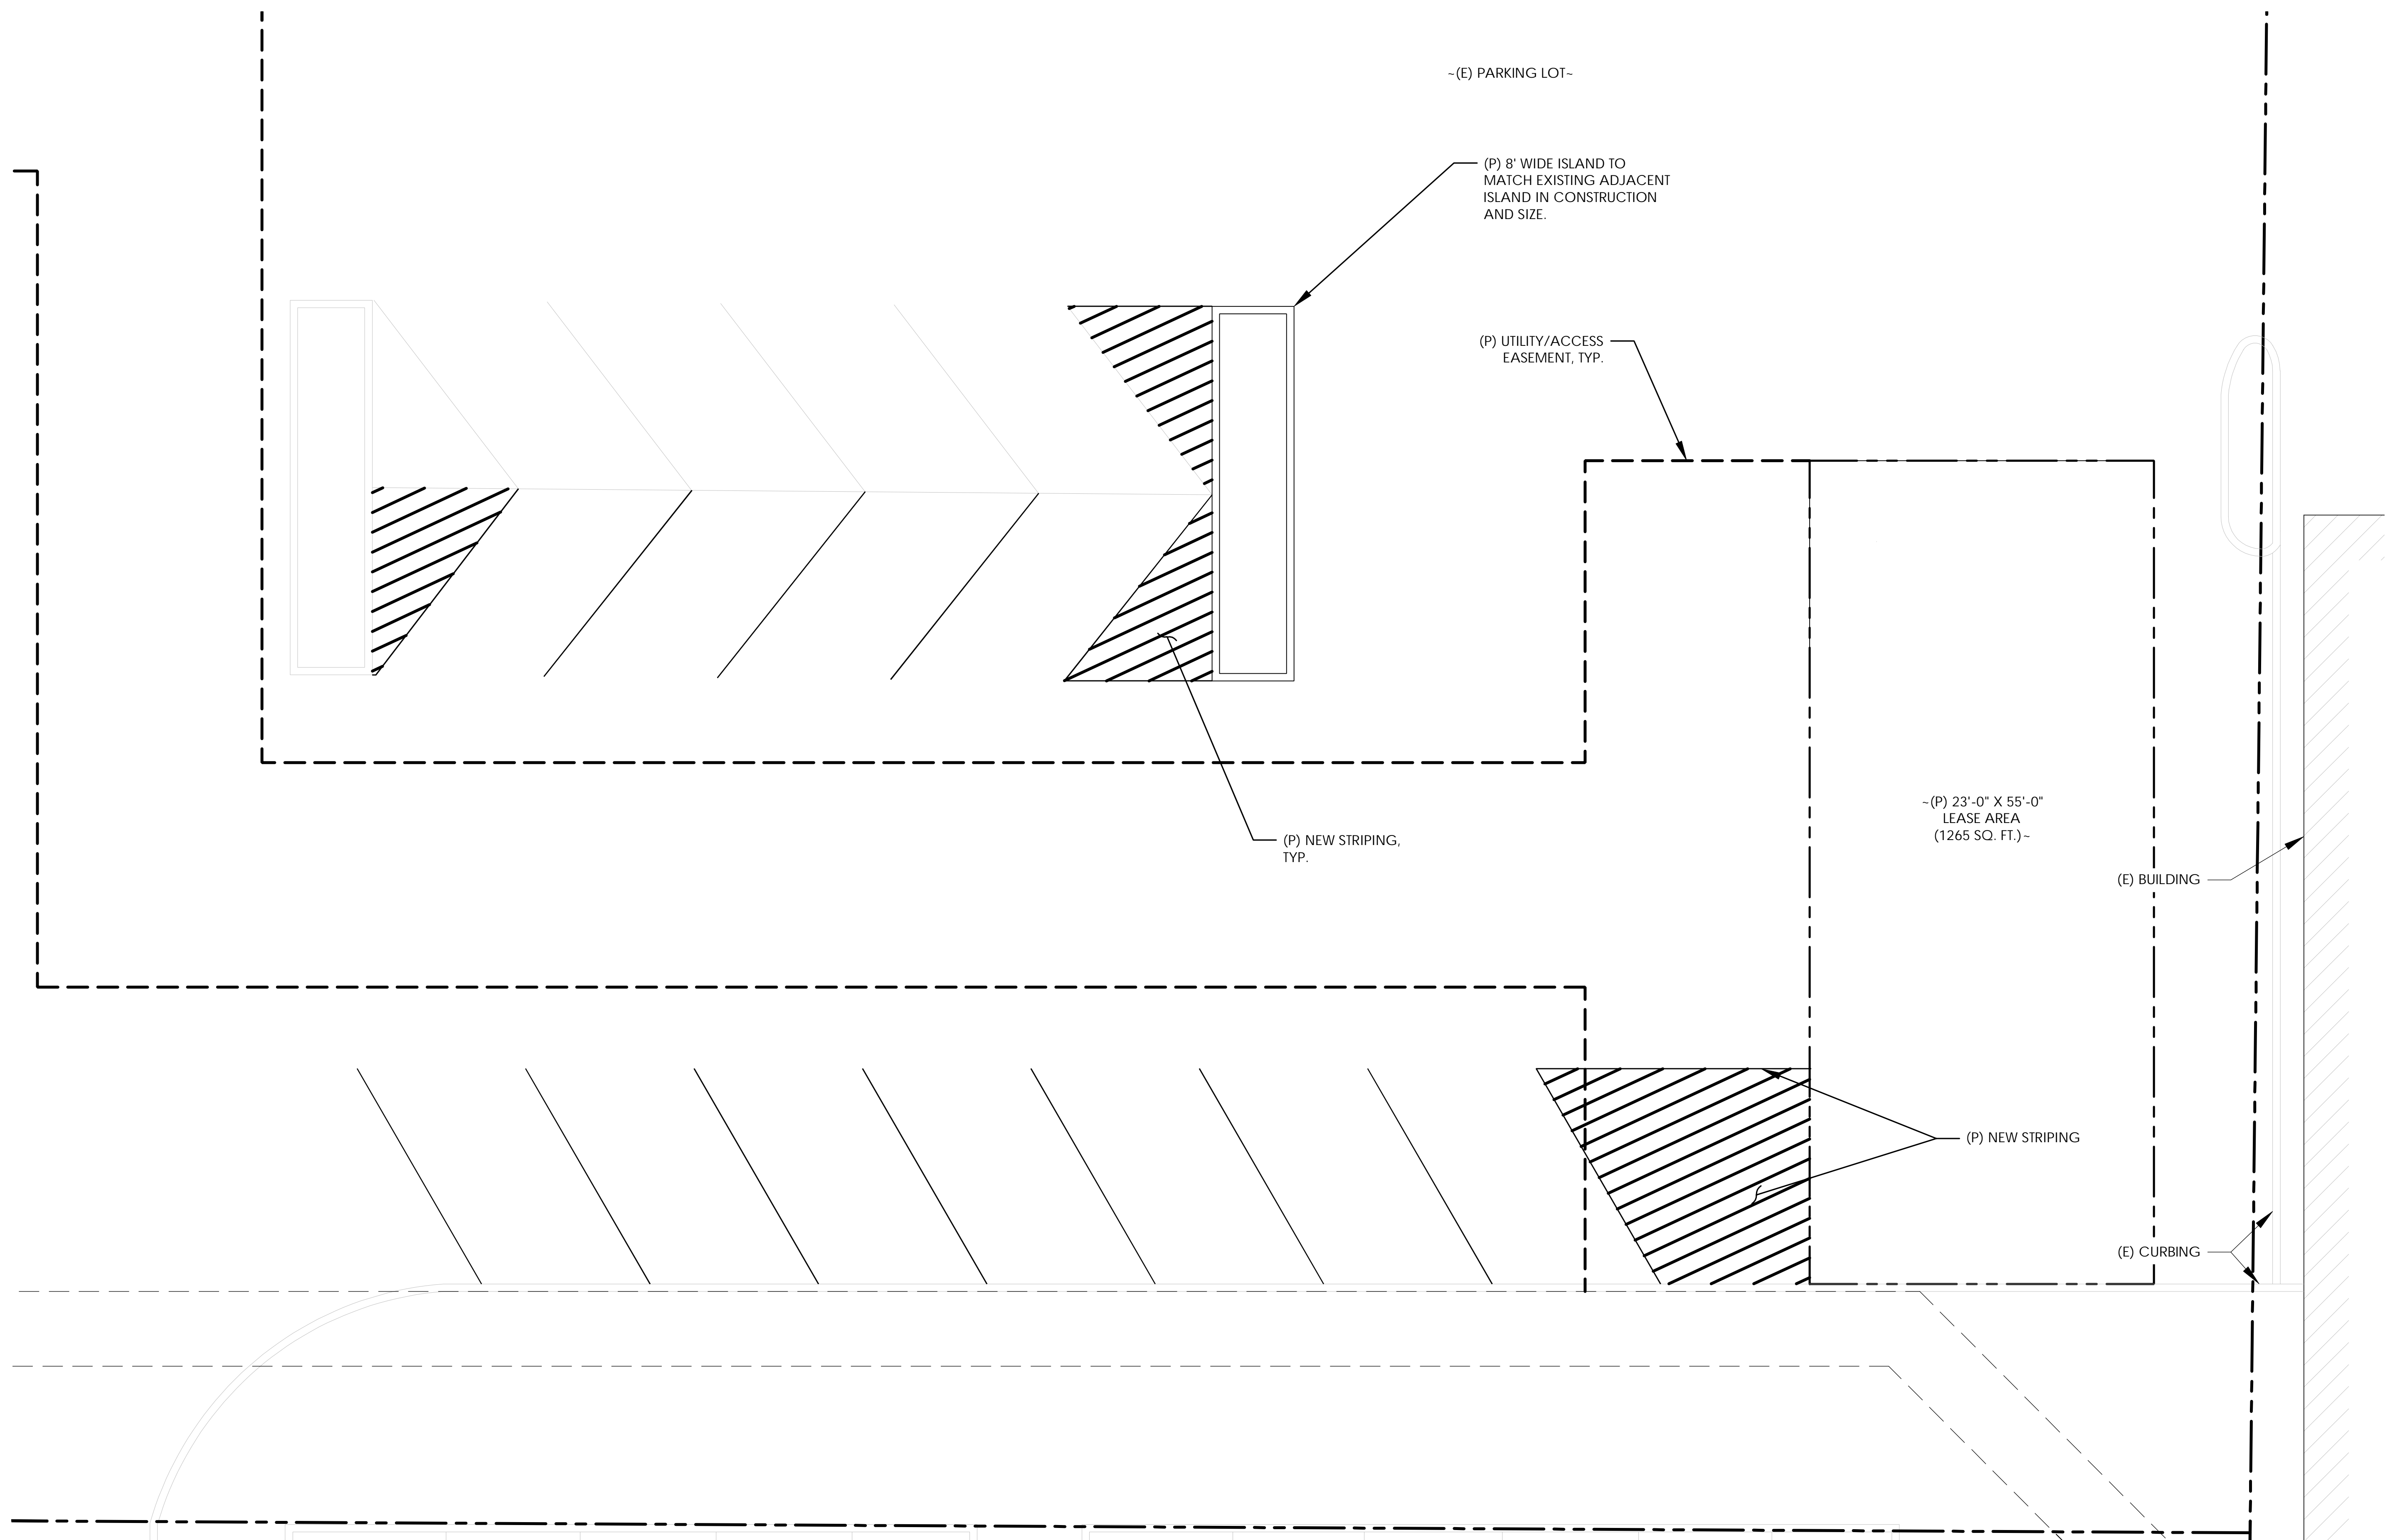 ~(E) PARKING LOT~
(P) 8' WIDE ISLAND TO
MATCH EXISTING ADJACENT
ISLAND IN CONSTRUCTION
AND SIZE.
(P) UTILITY/ACCESS
EASEMENT, TYP.
~(P) 23'-0" X 55'-0"
LEASE AREA
(1265 SQ. FT.)~
(P) NEW STRIPING,
TYP.
(E) BUILDING
(P) NEW STRIPING
(E) CURBING